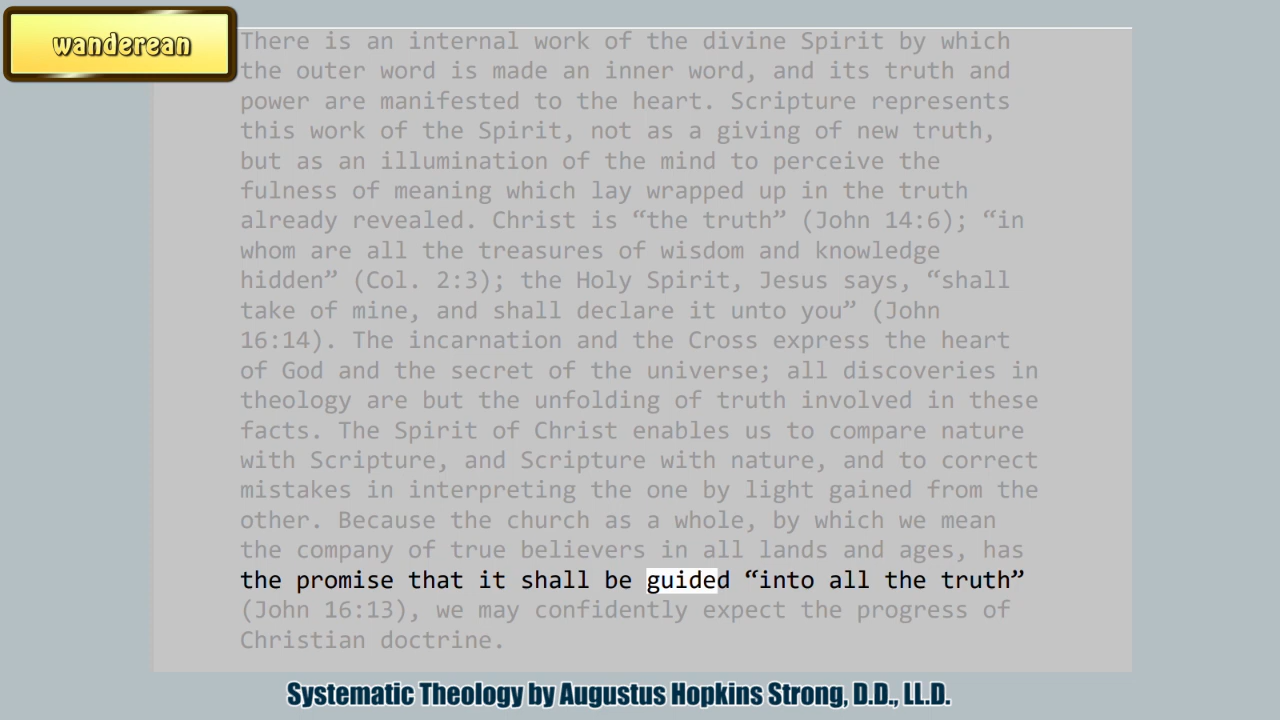 wanderean
There is an internal work of the divine Spirit by which
the outer word is made an inner word, and its truth and
power are manifested to the heart. Scripture represents
this work of the Spirit, not as a giving of new truth,
but as an illumination of the mind to perceive the
fulness of meaning which lay wrapped up in the truth
already revealed. Christ is “the truth” (John 14:6); “in
whom are all the treasures of wisdom and knowledge
hidden” (Col. 2:3); the Holy Spirit, Jesus says, “shall
take of mine, and shall declare it unto you” (John
16:14). The incarnation and the Cross express the heart
of God and the secret of the universe; all discoveries in
theology are but the unfolding of truth involved in these
facts. The Spirit of Christ enables us to compare nature
with Scripture, and Scripture with nature, and to correct
mistakes in interpreting the one by light gained from the
other. Because the church as a whole, by which we mean
the company of true believers in all lands and ages, has
the promise that it shall be guided “into all the truth”
(John 16:13), we may confidently expect the progress of
Christian doctrine.
Systematic Theology by Augustus Hopkins Strong, D.D., LL.D.